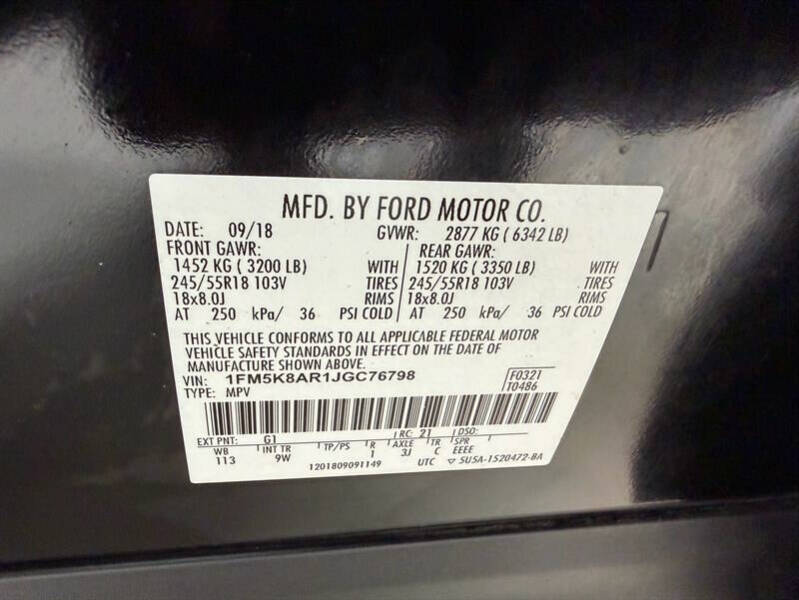 MFD. BY FORD MOTOR CO.
DATE: 09/18 GVWR: 2877 KG ( 6342 LB)
FRONT GAWR: REAR GAWR:
1452 KG ( 3200 LB) WITH 1520 KG ( 3350 LB) WITH
245/55R18 103V TIRES 245/55R18 103V TIRES
18x8.0J RIMS 18x8.0J RIMS
AT 250 kPa/ 36 PSI COLD AT 250 kPa/ 36 PSI COLD
THIS VEHICLE CONFORMS TO ALL APPLICABLE FEDERAL MOTOR
VEHICLE SAFETY STANDARDS IN EFFECT ON THE DATE OF
MANUFACTURE SHOWN ABOVE.
VIN: 1FM5K8AR1JGC76798 F0321
TYPE: MPV T0486
EXT PNT: G1 RC: 21 DSO:
WB INT TR TP/PS R AXLE TR SPR
113 9W 1 3J C EEEE
1201809091149 UTC ▽ 5USA-1520472-BA